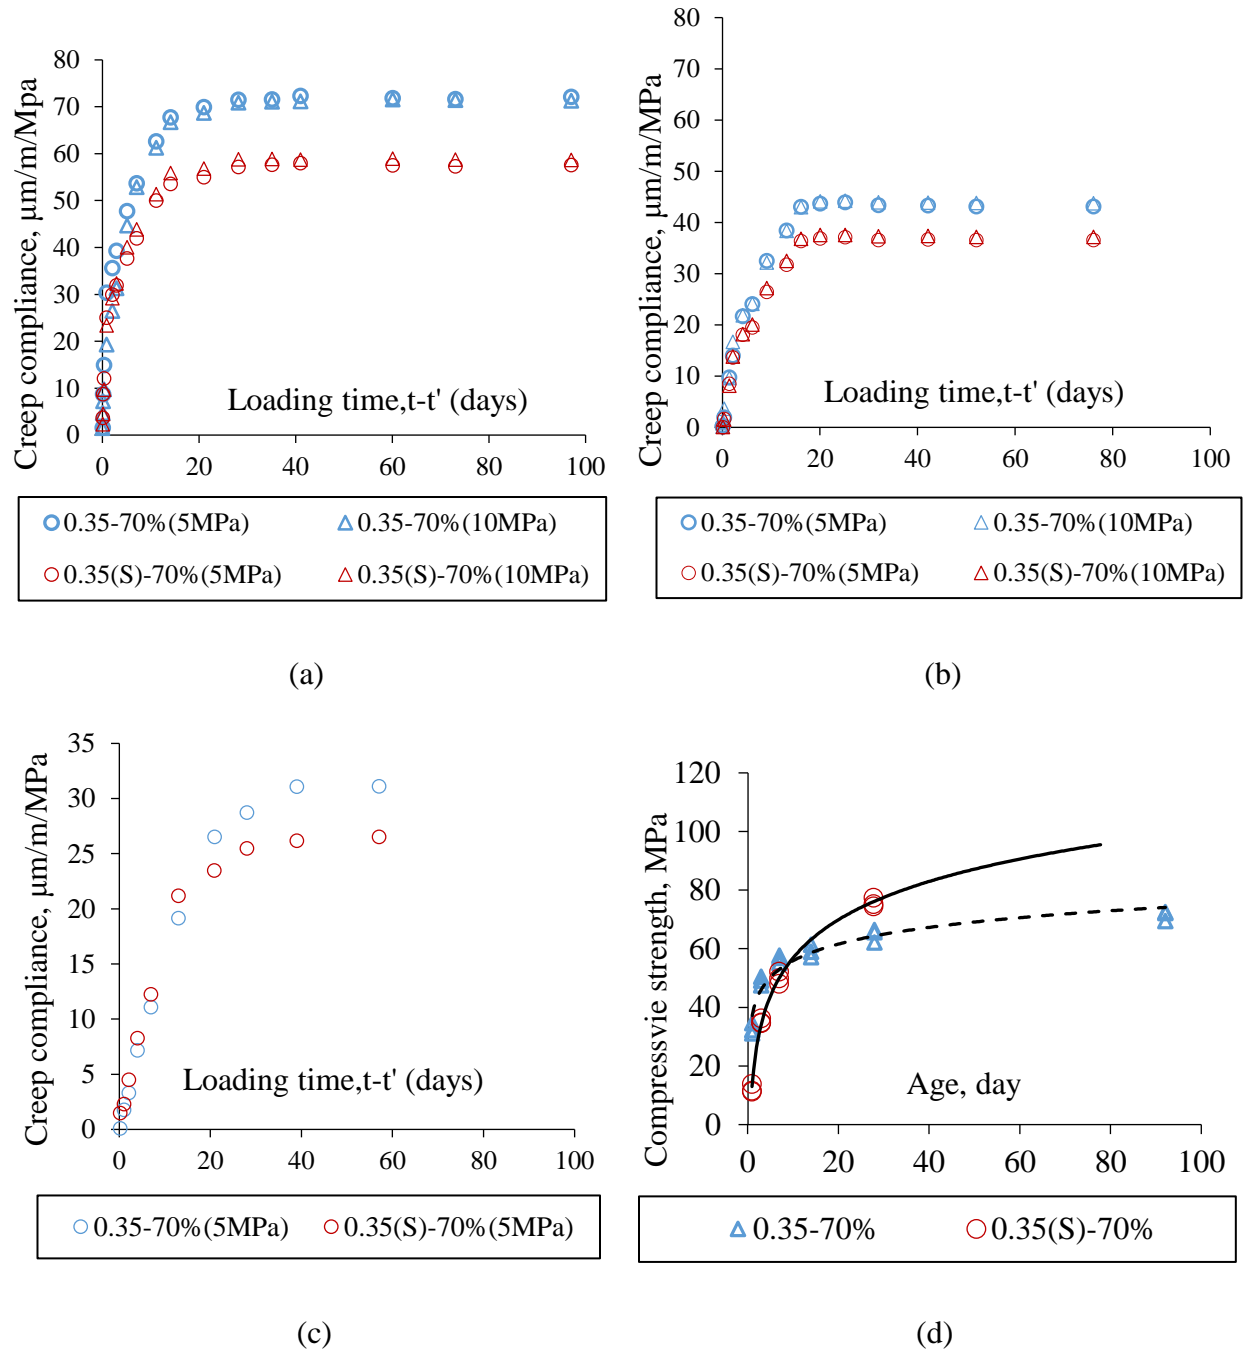 80
70
60
50
40
30
20
10
0
Creep compliance, µm/m/Mpa
Loading time,t-t' (days)
0 20 40 60 80 100
0.35-70%(5MPa) 0.35-70%(10MPa)
0.35(S)-70%(5MPa) 0.35(S)-70%(10MPa)
(a)
80
70
60
50
40
30
20
10
0
Creep compliance, µm/m/MPa
Loading time,t-t' (days)
0 20 40 60 80 100
0.35-70%(5MPa) 0.35-70%(10MPa)
0.35(S)-70%(5MPa) 0.35(S)-70%(10MPa)
(b)
35
30
25
20
15
10
5
0
Creep compliance, µm/m/MPa
Loading time,t-t' (days)
0 20 40 60 80 100
0.35-70%(5MPa) 0.35(S)-70%(5MPa)
(c)
120
100
80
60
40
20
0
Compressvie strength, MPa
Age, day
0 20 40 60 80 100
0.35-70% 0.35(S)-70%
(d)